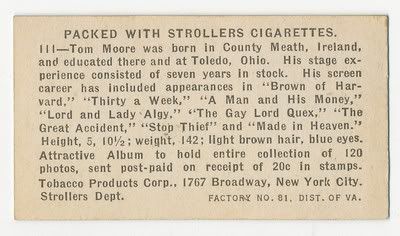 PACKED WITH STROLLERS CIGARETTES.
111—Tom Moore was born in County Meath, Ireland,
and educated there and at Toledo, Ohio. His stage ex-
perience consisted of seven years in stock. His screen
career has included appearances in "Brown of Har-
vard," "Thirty a Week," "A Man and His Money,"
"Lord and Lady Algy," "The Gay Lord Quex," "The
Great Accident," "Stop Thief" and "Made in Heaven."
Height, 5, 10½; weight, 142; light brown hair, blue eyes.
Attractive Album to hold entire collection of 120
photos, sent post-paid on receipt of 20c in stamps.
Tobacco Products Corp., 1767 Broadway, New York City.
Strollers Dept. FACTORY NO. 81, DIST. OF VA.